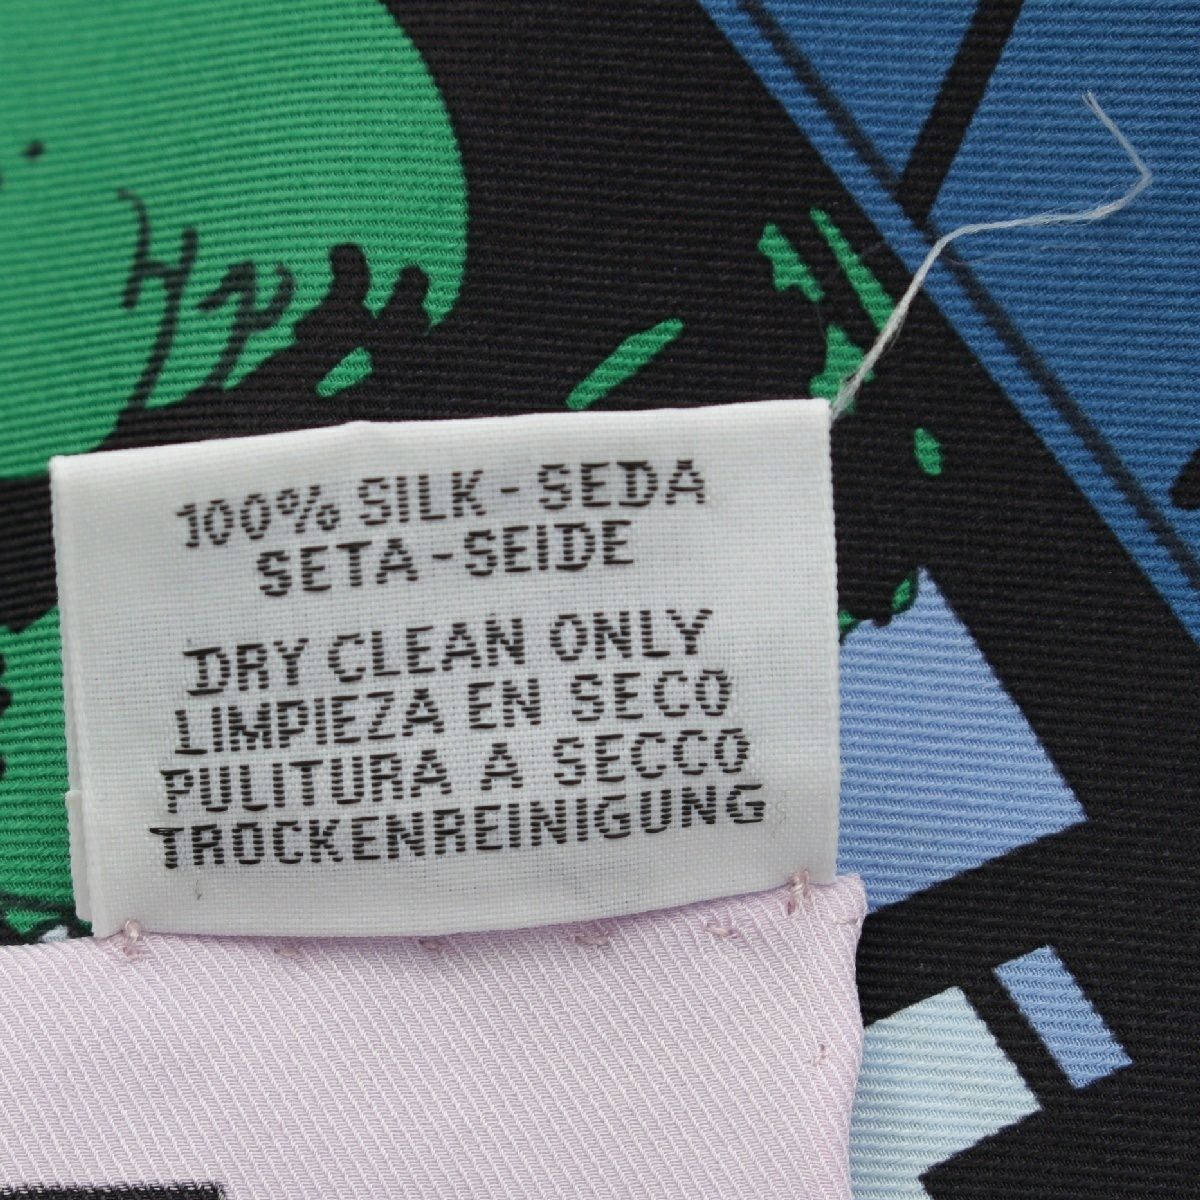 100% SILK - SEDA
SETA - SEIDE
DRY CLEAN ONLY
LIMPIEZA EN SECO
PULITURA A SECCO
TROCKENREINIGUNG